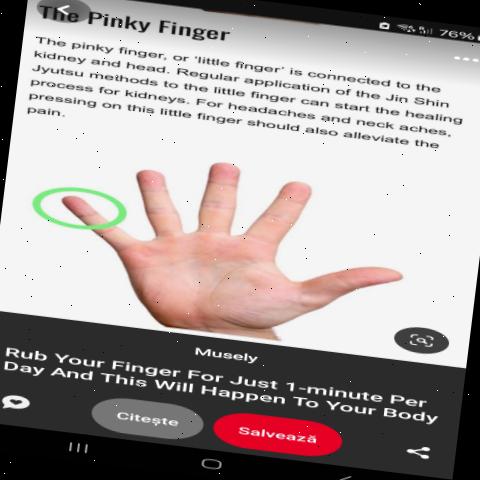 76%
The Pinky Finger
The pinky finger, or 'little finger' is connected to the
kidney and head. Regular application of the Jin Shin
Jyutsu methods to the little finger can start the healing
process for kidneys. For headaches and neck aches,
pressing on this little finger should also alleviate the
pain.
Musely
Rub Your Finger For Just 1-minute Per
Day And This Will Happen To Your Body
Citește
Salvează